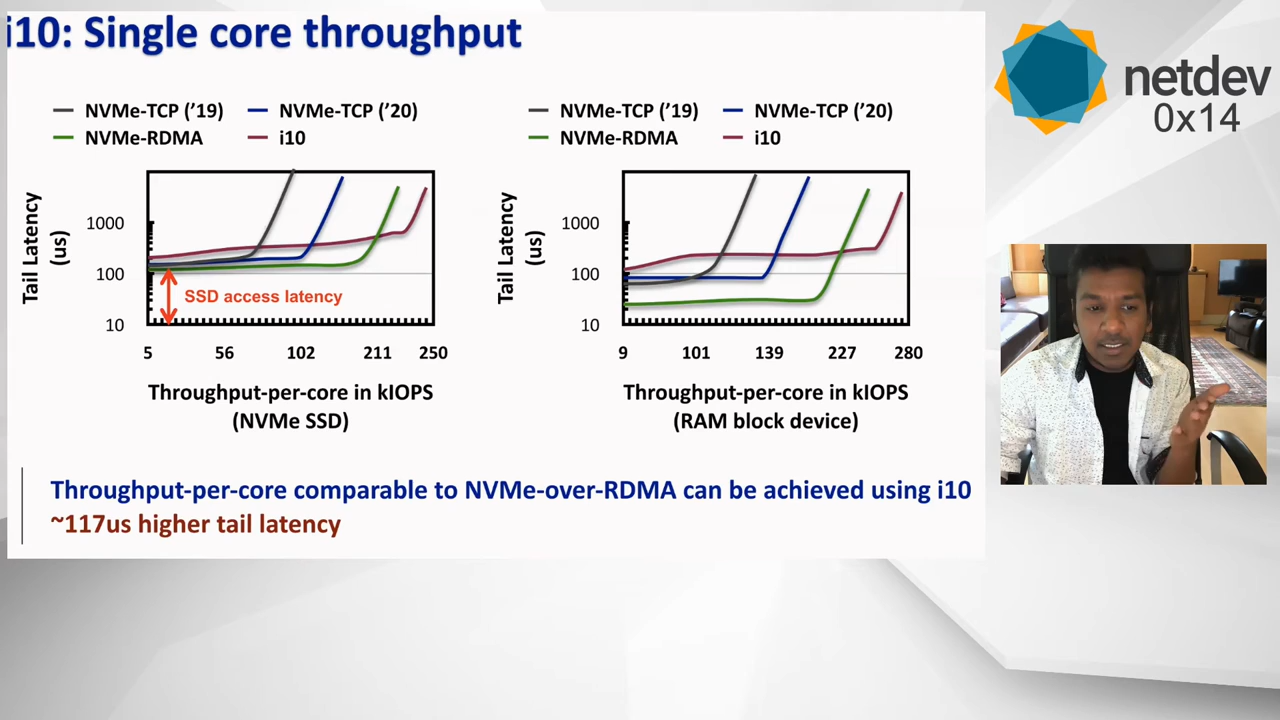 i10: Single core throughput
netdev
0x14
NVMe-TCP ('19) NVMe-TCP ('20)
NVMe-RDMA i10
Tail Latency
(us)
1000
100
10
SSD access latency
5 56 102 211 250
Throughput-per-core in kIOPS
(NVMe SSD)
NVMe-TCP ('19) NVMe-TCP ('20)
NVMe-RDMA i10
Tail Latency
(us)
1000
100
10
9 101 139 227 280
Throughput-per-core in kIOPS
(RAM block device)
Throughput-per-core comparable to NVMe-over-RDMA can be achieved using i10
~117us higher tail latency